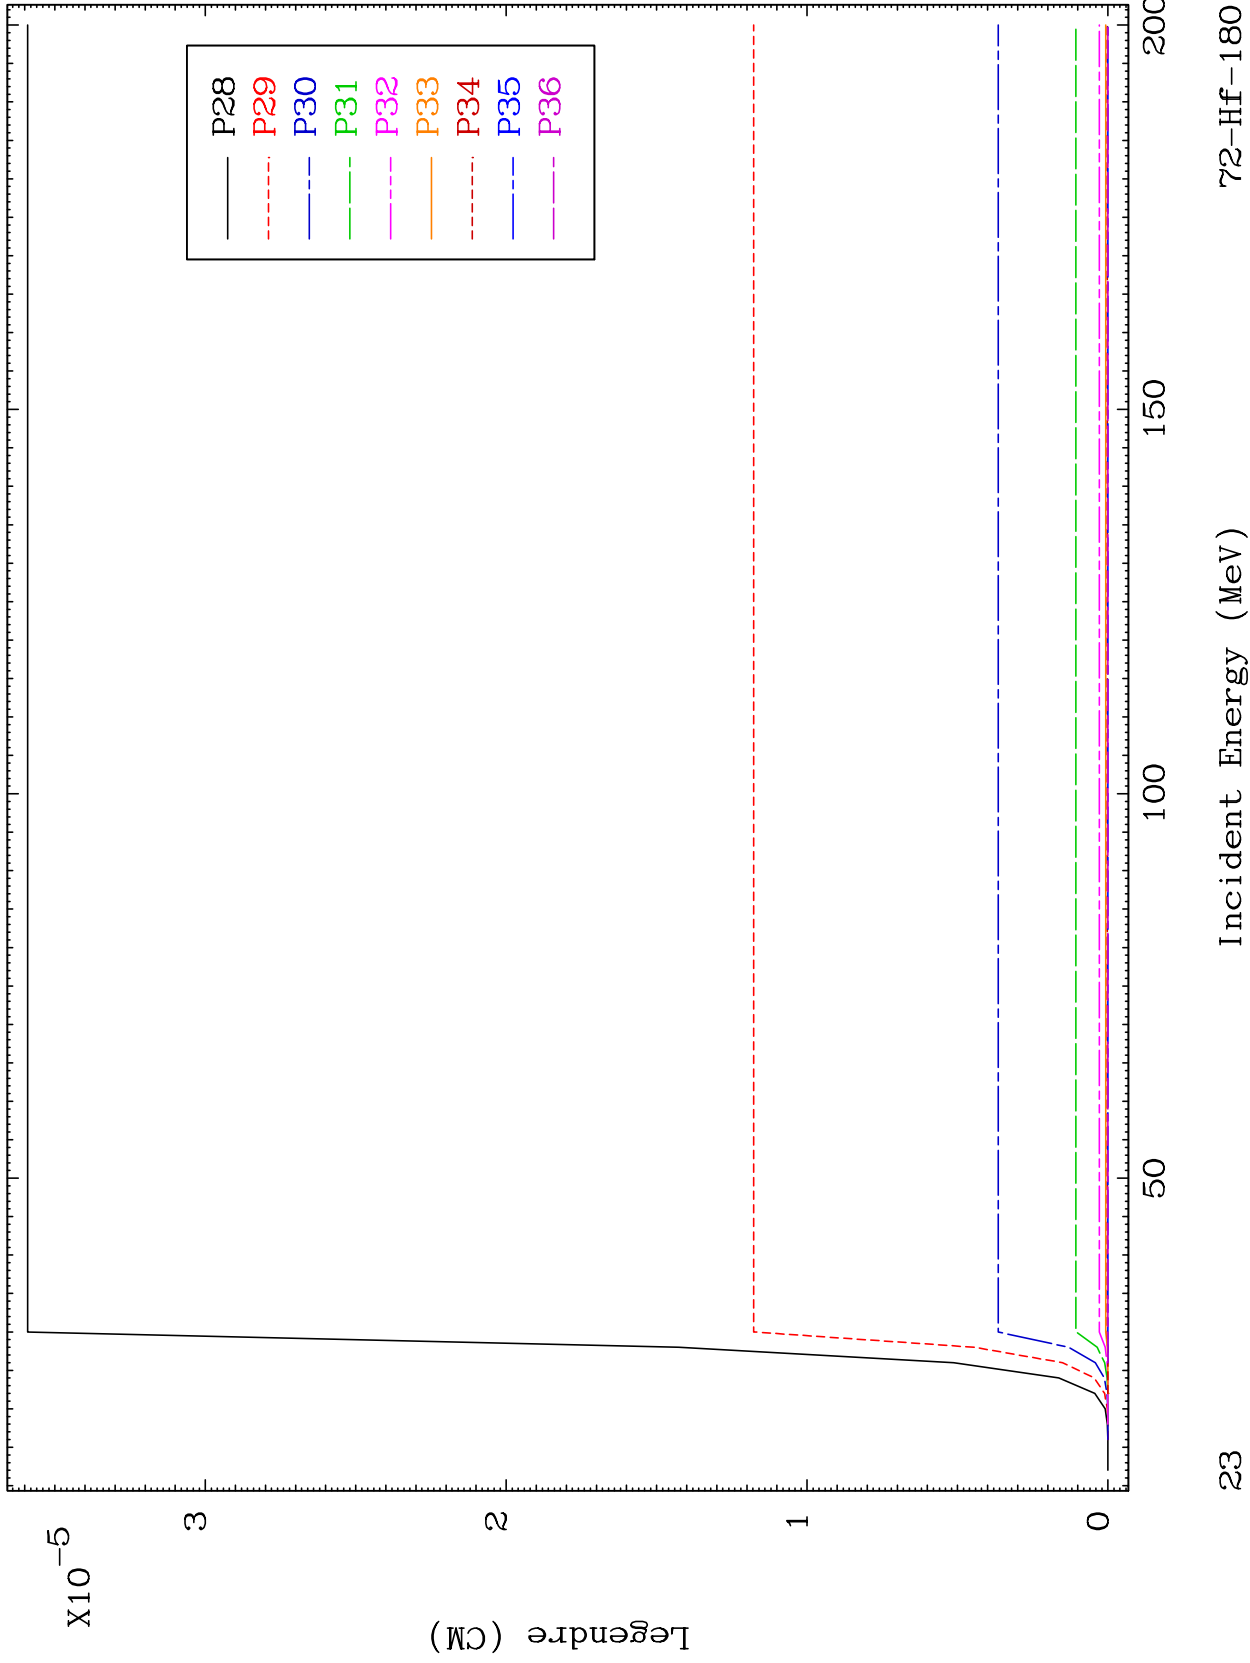 X10
-5
3
2
1
0
Legendre (CM)
P28
P29
P30
P31
P32
P33
P34
P35
P36
50
100
150
200
Incident Energy (MeV)
23
72-Hf-180